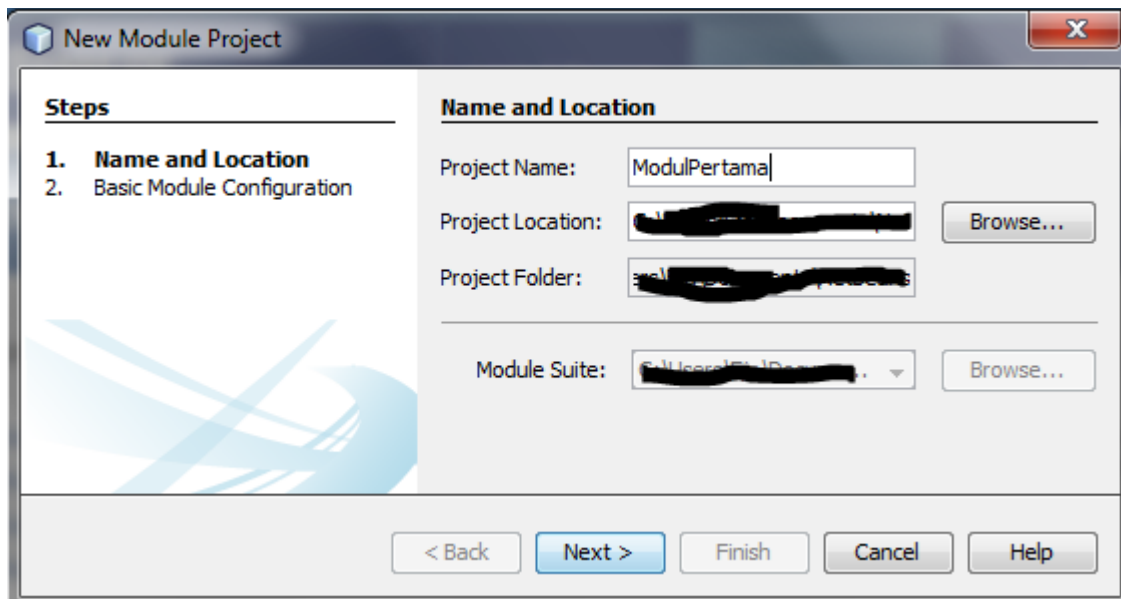 New Module Project
Steps
1. Name and Location
2. Basic Module Configuration
Name and Location
Project Name: ModulPertama
Project Location: Browse...
Project Folder:
Module Suite: Browse...
< Back Next > Finish Cancel Help